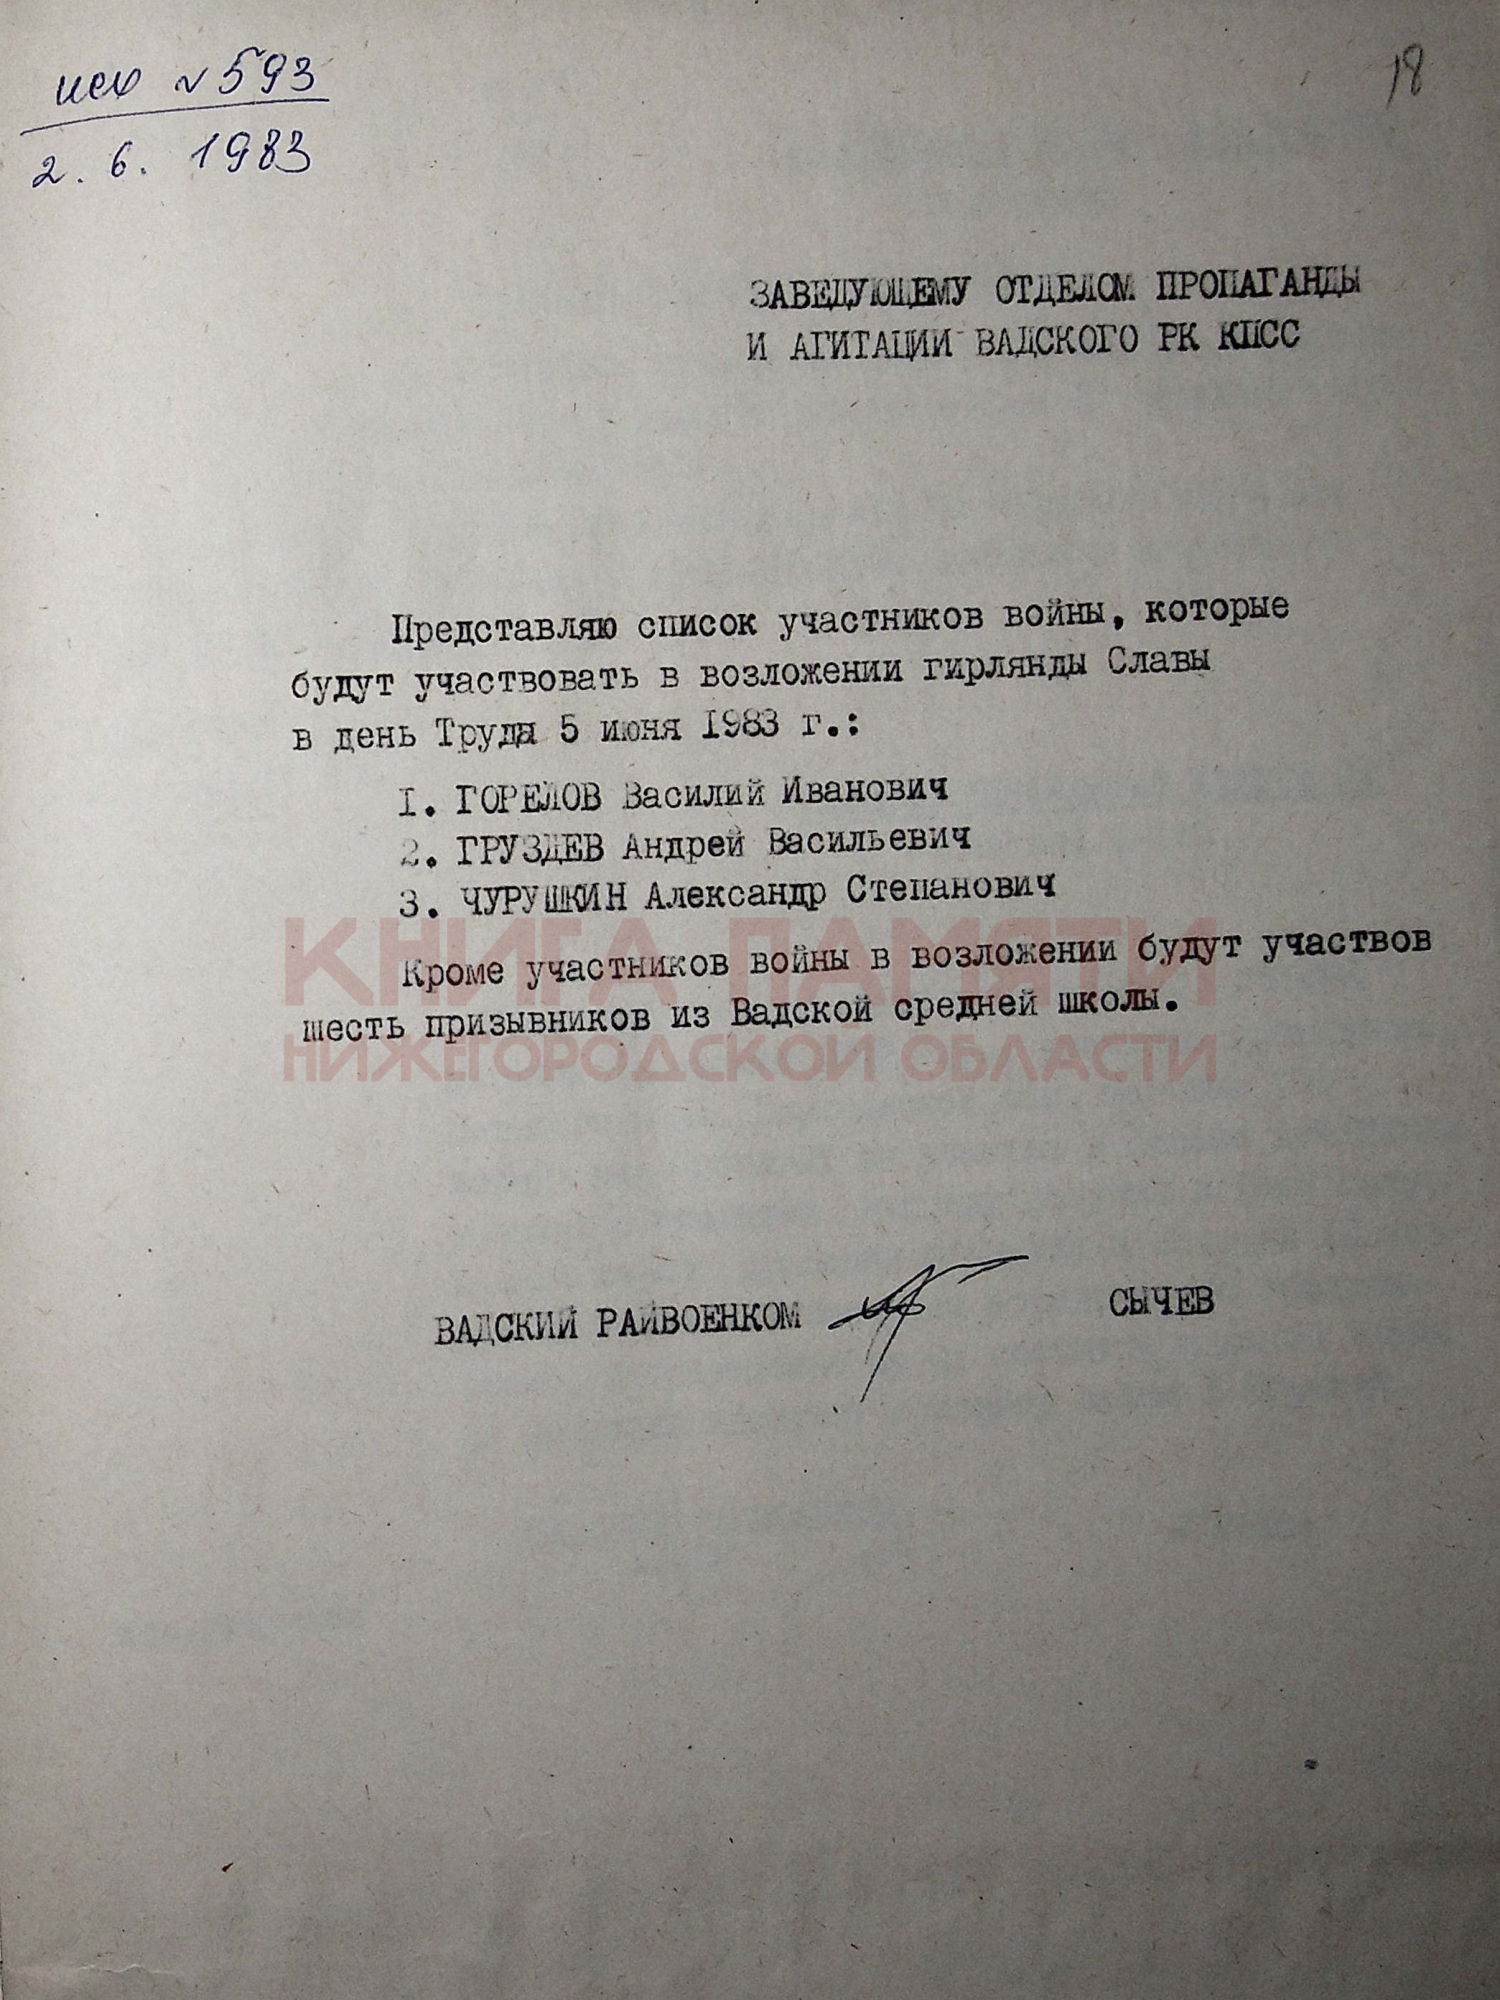 исх № 593
2. 6. 1983
18
ЗАВЕДУЮЩЕМУ ОТДЕЛОМ ПРОПАГАНДЫ
И АГИТАЦИИ ВАДСКОГО РК КПСС
Представляю список участников войны, которые
будут участвовать в возложении гирлянды Славы
в день Труда 5 июня 1983 г.:
1. ГОРЕЛОВ Василий Иванович
2. ГРУЗДЕВ Андрей Васильевич
3. ЧУРУШКИН Александр Степанович
КНИГА ПАМЯТИ
Кроме участников войны в возложении будут участвов
шесть призывников из Вадской средней школы.
НИЖЕГОРОДСКОЙ ОБЛАСТИ
ВАДСКИЙ РАЙВОЕНКОМ СЫЧЕВ